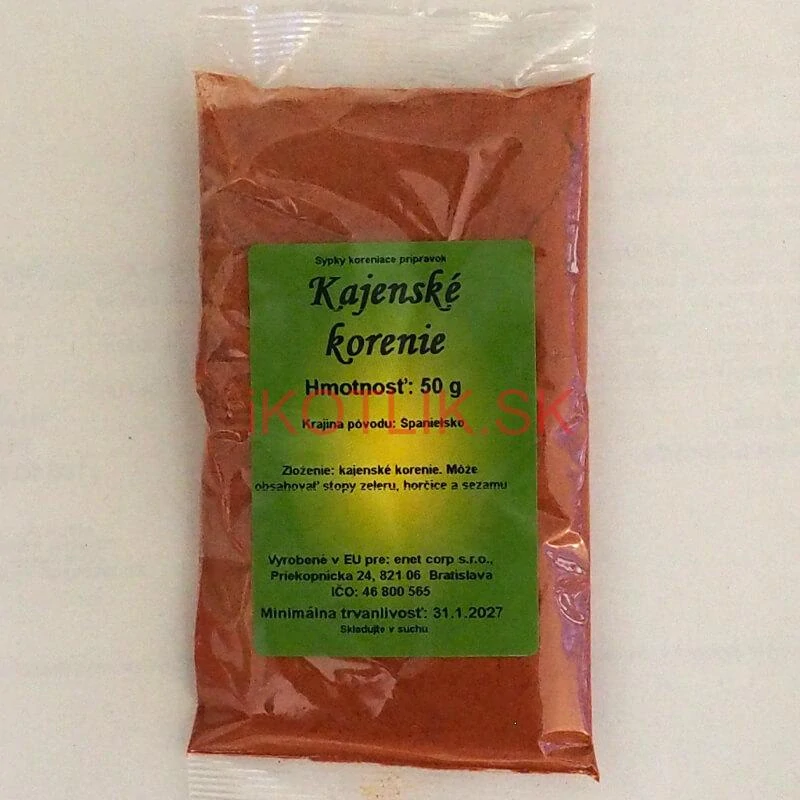 Sypký koreniace prípravok
Kajenské
korenie
Hmotnosť: 50 g
iKOTLIK.SK
Krajina pôvodu: Španielsko
Zloženie: kajenské korenie. Môže
obsahovať stopy zeleru, horčice a sezamu
Vyrobené v EU pre: enet corp s.r.o.,
Priekopnicka 24, 821 06 Bratislava
IČO: 46 800 565
Minimálna trvanlivosť: 31.1.2027
Skladujte v suchu